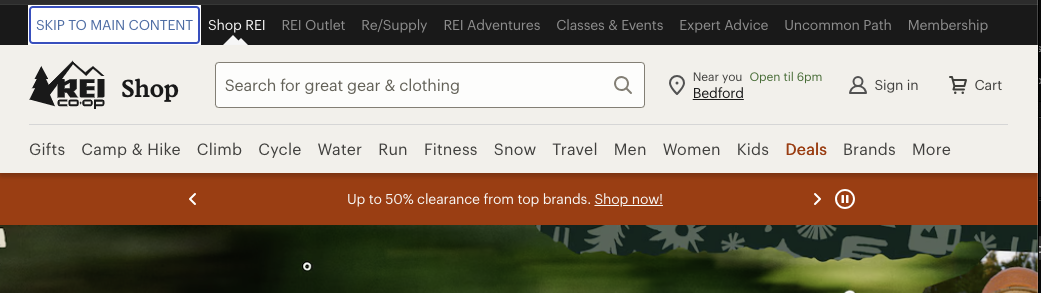 SKIP TO MAIN CONTENT Shop REI REI Outlet Re/Supply REI Adventures Classes & Events Expert Advice Uncommon Path Membership
REI
CO·OP
Shop
Search for great gear & clothing
Near you Open til 6pm
Bedford
Sign in
Cart
Gifts Camp & Hike Climb Cycle Water Run Fitness Snow Travel Men Women Kids Deals Brands More
Up to 50% clearance from top brands. Shop now!